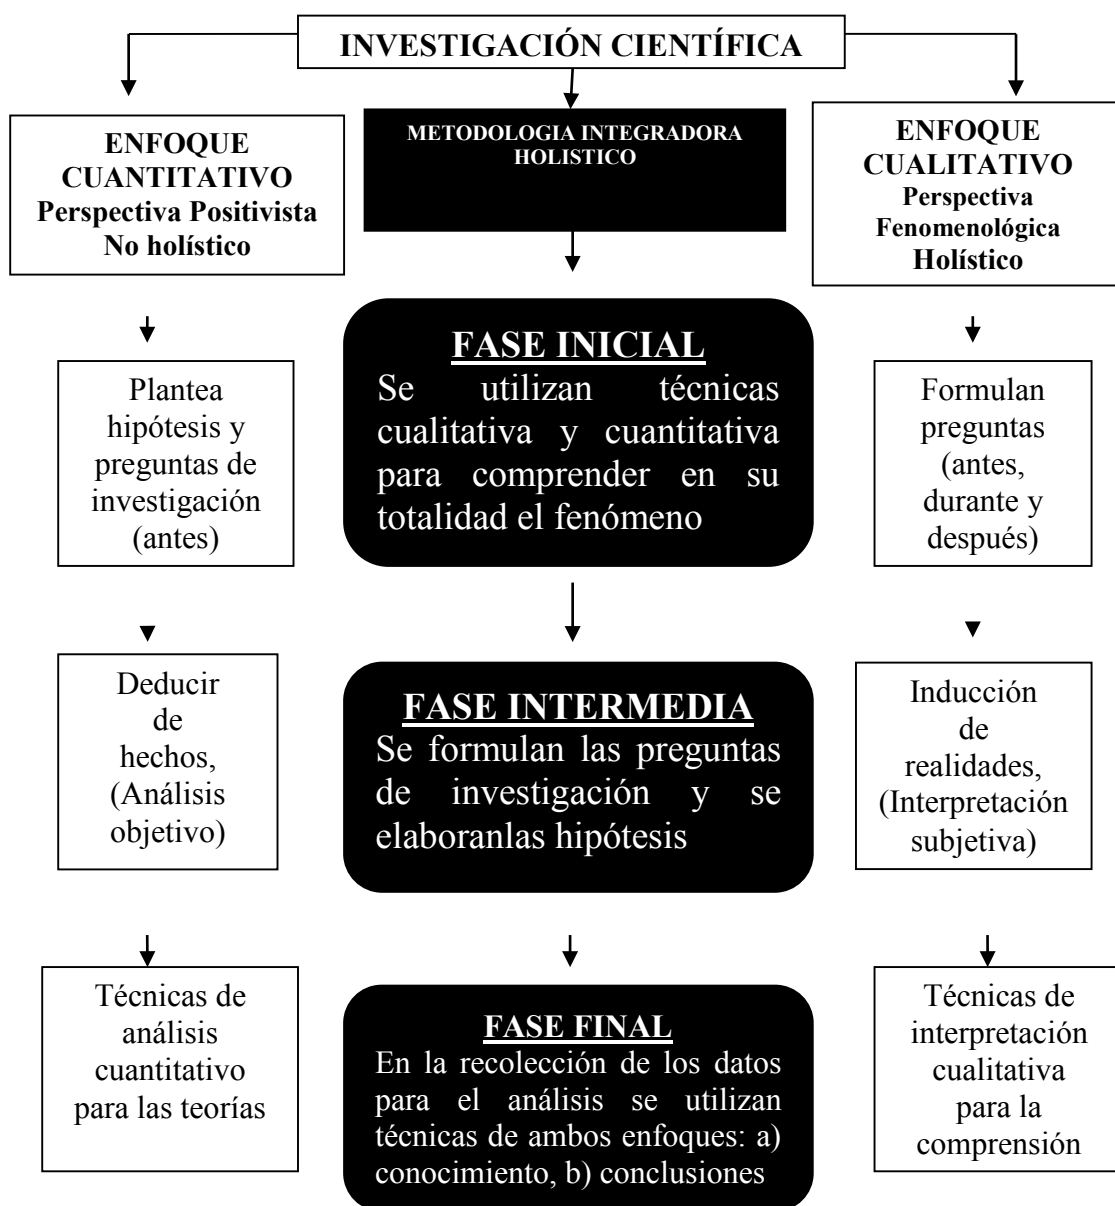 INVESTIGACIÓN CIENTÍFICA
ENFOQUE
CUANTITATIVO
Perspectiva Positivista
No holístico
METODOLOGIA INTEGRADORA
HOLISTICO
ENFOQUE
CUALITATIVO
Perspectiva
Fenomenológica
Holístico
Plantea
hipótesis y
preguntas de
investigación
(antes)
FASE INICIAL
Se utilizan técnicas
cualitativa y cuantitativa
para comprender en su
totalidad el fenómeno
Formulan
preguntas
(antes,
durante y
después)
Deducir
de
hechos,
(Análisis
objetivo)
FASE INTERMEDIA
Se formulan las preguntas
de investigación y se
elaboranlas hipótesis
Inducción
de
realidades,
(Interpretación
subjetiva)
Técnicas de
análisis
cuantitativo
para las teorías
FASE FINAL
En la recolección de los datos
para el análisis se utilizan
técnicas de ambos enfoques: a)
conocimiento, b) conclusiones
Técnicas de
interpretación
cualitativa
para la
comprensión